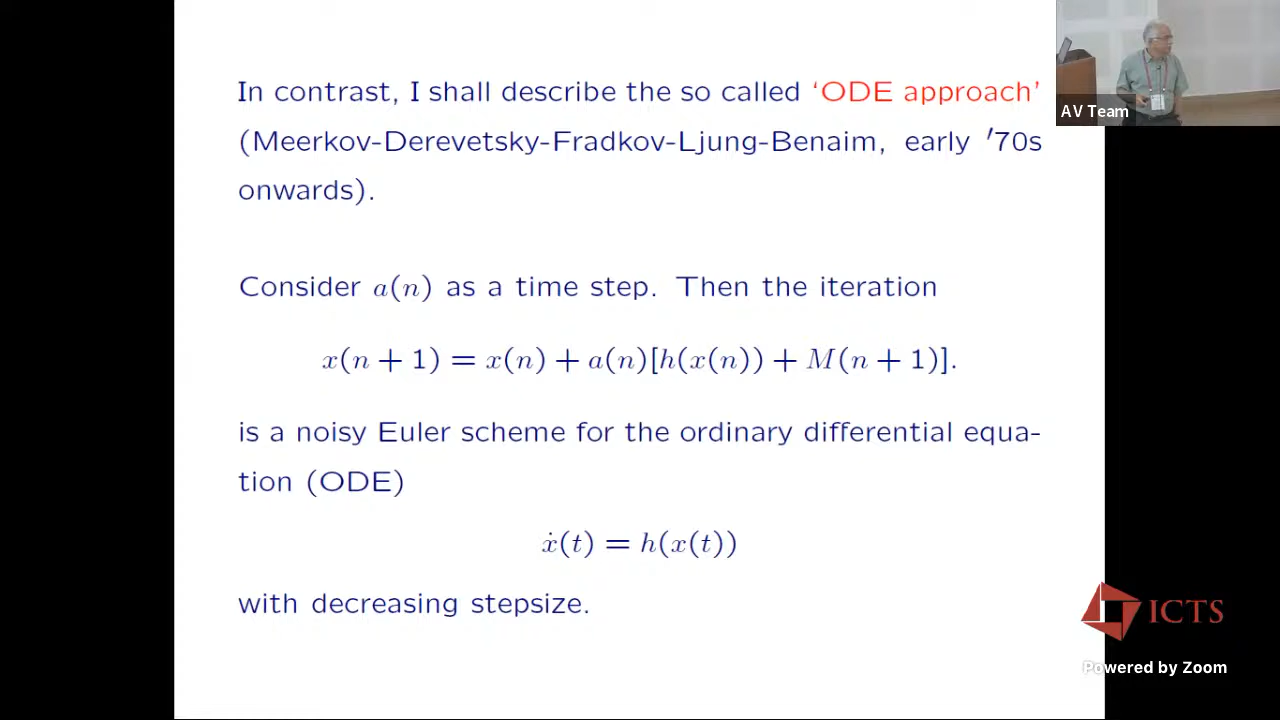 In contrast, I shall describe the so called ‘ODE approach’
(Meerkov-Derevetsky-Fradkov-Ljung-Benaim, early ’70s
onwards).
Consider a(n) as a time step. Then the iteration
x(n + 1) = x(n) + a(n)[h(x(n)) + M(n + 1)].
is a noisy Euler scheme for the ordinary differential equa-
tion (ODE)
ẋ(t) = h(x(t))
with decreasing stepsize.
AV Team
ICTS
Powered by Zoom